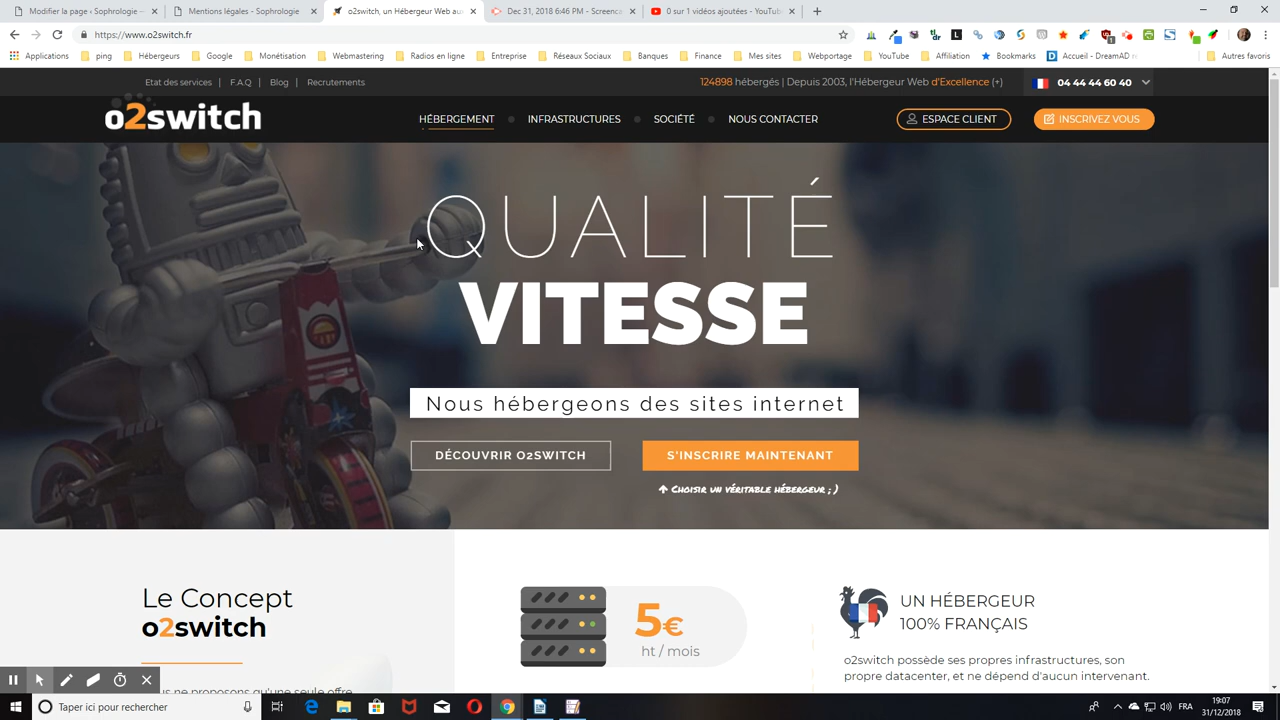 Modifier la page ‹ Sophrologie –
Mentions légales - Sophrologie
o2switch, un Hébergeur Web au
Dec 31, 2018 6:46 PM - Screenc
0 sur 1 vidéos ajoutées - YouTub
https://www.o2switch.fr
Applications
ping
Hébergeurs
Google
Monétisation
Webmastering
Radios en ligne
Entreprise
Réseaux Sociaux
Banques
Finance
Mes sites
Webportage
YouTube
Affiliation
Bookmarks
Accueil – DreamAD
Autres favoris
Etat des services | F.A.Q | Blog | Recrutements
124898 hébergés | Depuis 2003, l'Hébergeur Web d'Excellence (+)
04 44 44 60 40
o2switch
HÉBERGEMENT
INFRASTRUCTURES
SOCIÉTÉ
NOUS CONTACTER
ESPACE CLIENT
INSCRIVEZ VOUS
QUALITÉ
VITESSE
Nous hébergeons des sites internet
DÉCOUVRIR O2SWITCH
S'INSCRIRE MAINTENANT
Choisir un véritable hébergeur ; )
Le Concept
o2switch
5€
ht / mois
UN HÉBERGEUR
100% FRANÇAIS
o2switch possède ses propres infrastructures, son
propre datacenter, et ne dépend d'aucun intervenant.
ne proposons qu'une seule offre
Taper ici pour rechercher
FRA
19:07
31/12/2018